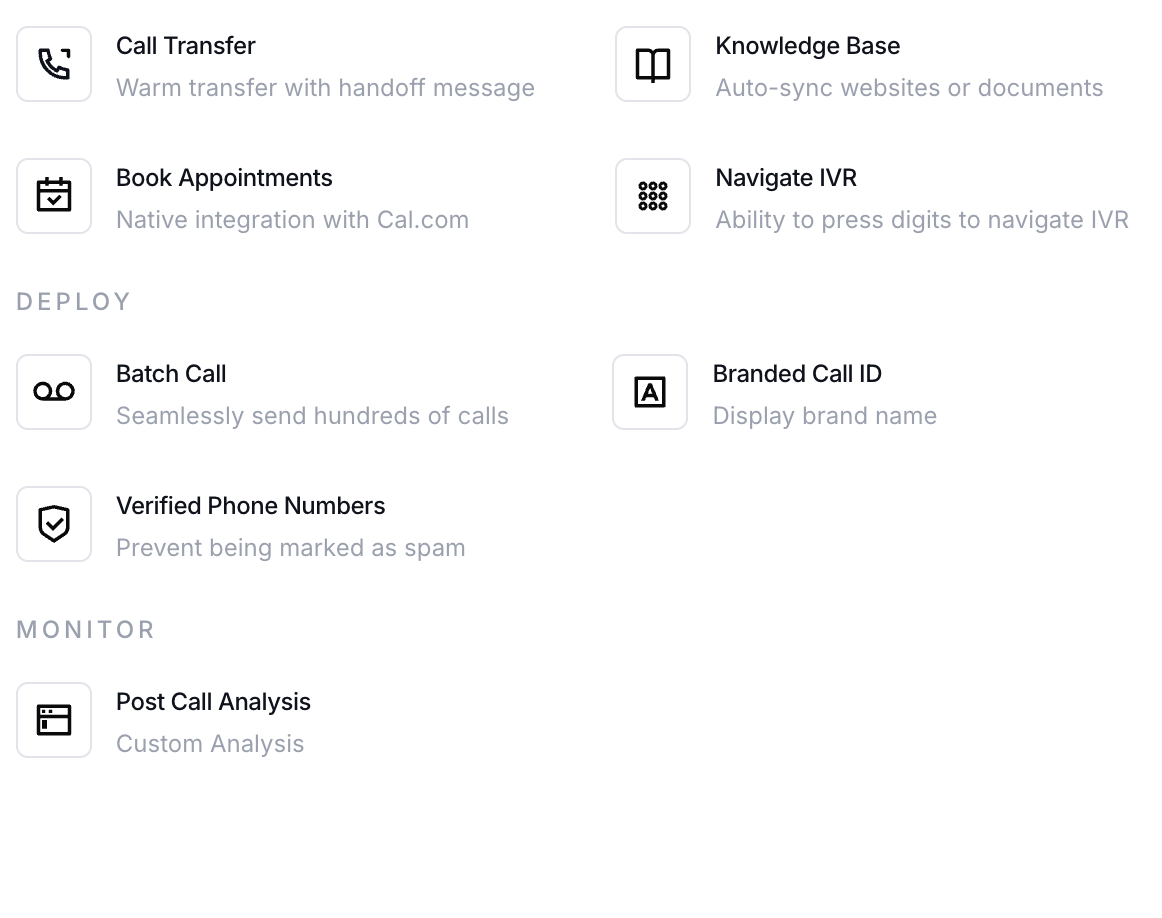 Call Transfer
Warm transfer with handoff message
Knowledge Base
Auto-sync websites or documents
Book Appointments
Native integration with Cal.com
Navigate IVR
Ability to press digits to navigate IVR
DEPLOY
Batch Call
Seamlessly send hundreds of calls
A
Branded Call ID
Display brand name
Verified Phone Numbers
Prevent being marked as spam
MONITOR
Post Call Analysis
Custom Analysis